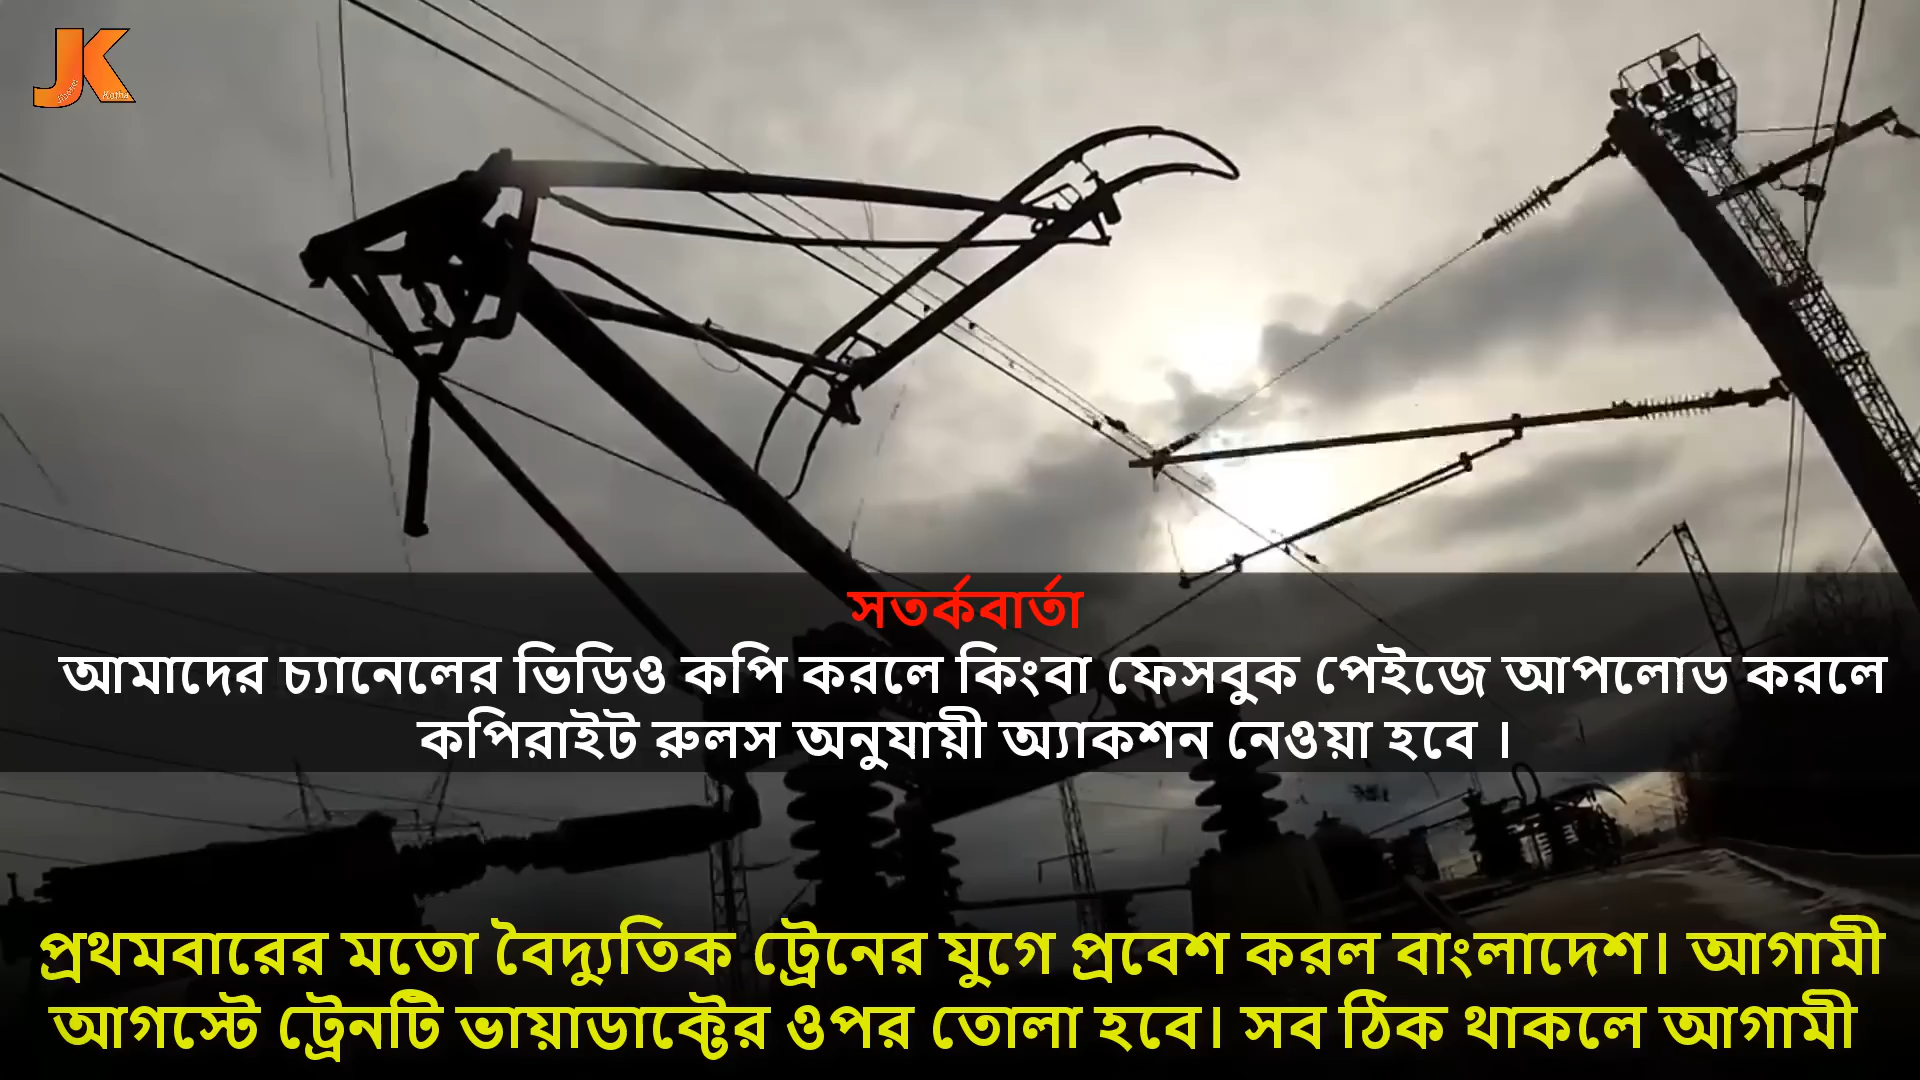 JK
সতর্কবার্তা
আমাদের চ্যানেলের ভিডিও কপি করলে কিংবা ফেসবুক পেইজে আপলোড করলে
কপিরাইট রুলস অনুযায়ী অ্যাকশন নেওয়া হবে ।
প্রথমবারের মতো বৈদ্যুতিক ট্রেনের যুগে প্রবেশ করল বাংলাদেশ। আগামী
আগস্টে ট্রেনটি ভায়াডাক্টের ওপর তোলা হবে। সব ঠিক থাকলে আগামী